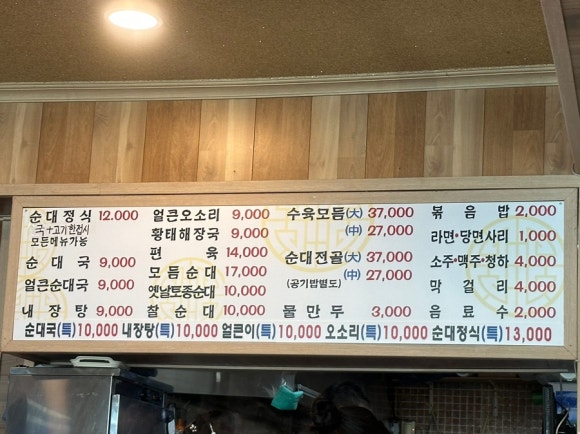 순대정식 12,000
국+고기한접시
모든메뉴가능
순대국 9,000
얼큰순대국 9,000
내장탕 9,000
얼큰오소리 9,000
황태해장국 9,000
편육 14,000
모듬순대 17,000
옛날토종순대 10,000
찰순대 10,000
수육모듬(大) 37,000
(中) 27,000
순대전골(大) 37,000
(中) 27,000
(공기밥별도)
물만두 3,000
볶음밥 2,000
라면·당면사리 1,000
소주·맥주·청하 4,000
막걸리 4,000
음료수 2,000
순대국(특) 10,000 내장탕(특) 10,000 얼큰이(특) 10,000 오소리(특) 10,000 순대정식(특) 13,000